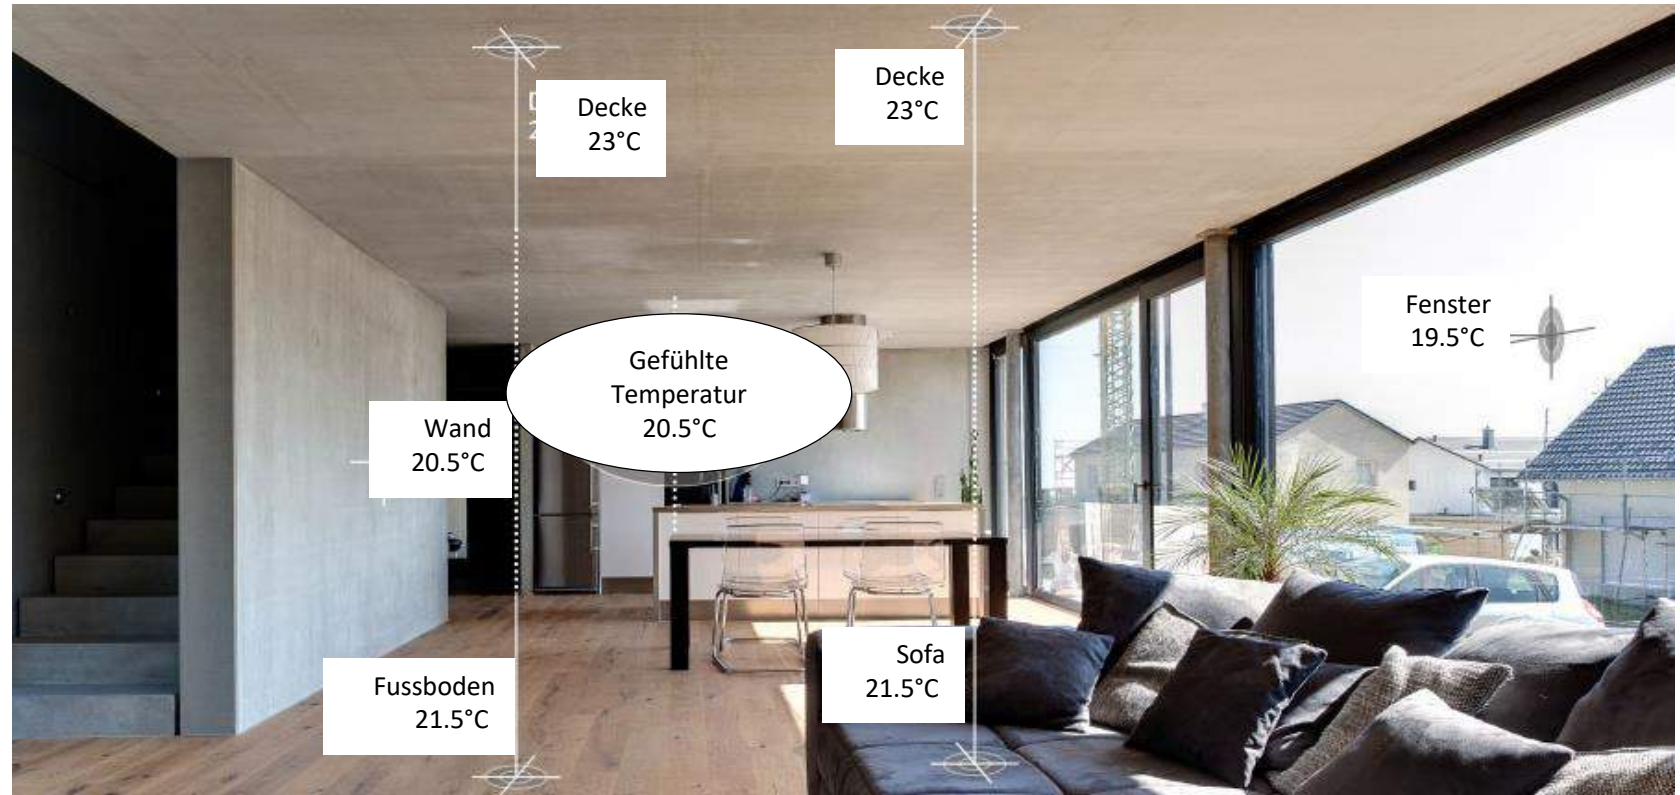 Decke
23°C
Decke
23°C
Fenster
19.5°C
Gefühlte
Temperatur
20.5°C
Wand
20.5°C
Fussboden
21.5°C
Sofa
21.5°C